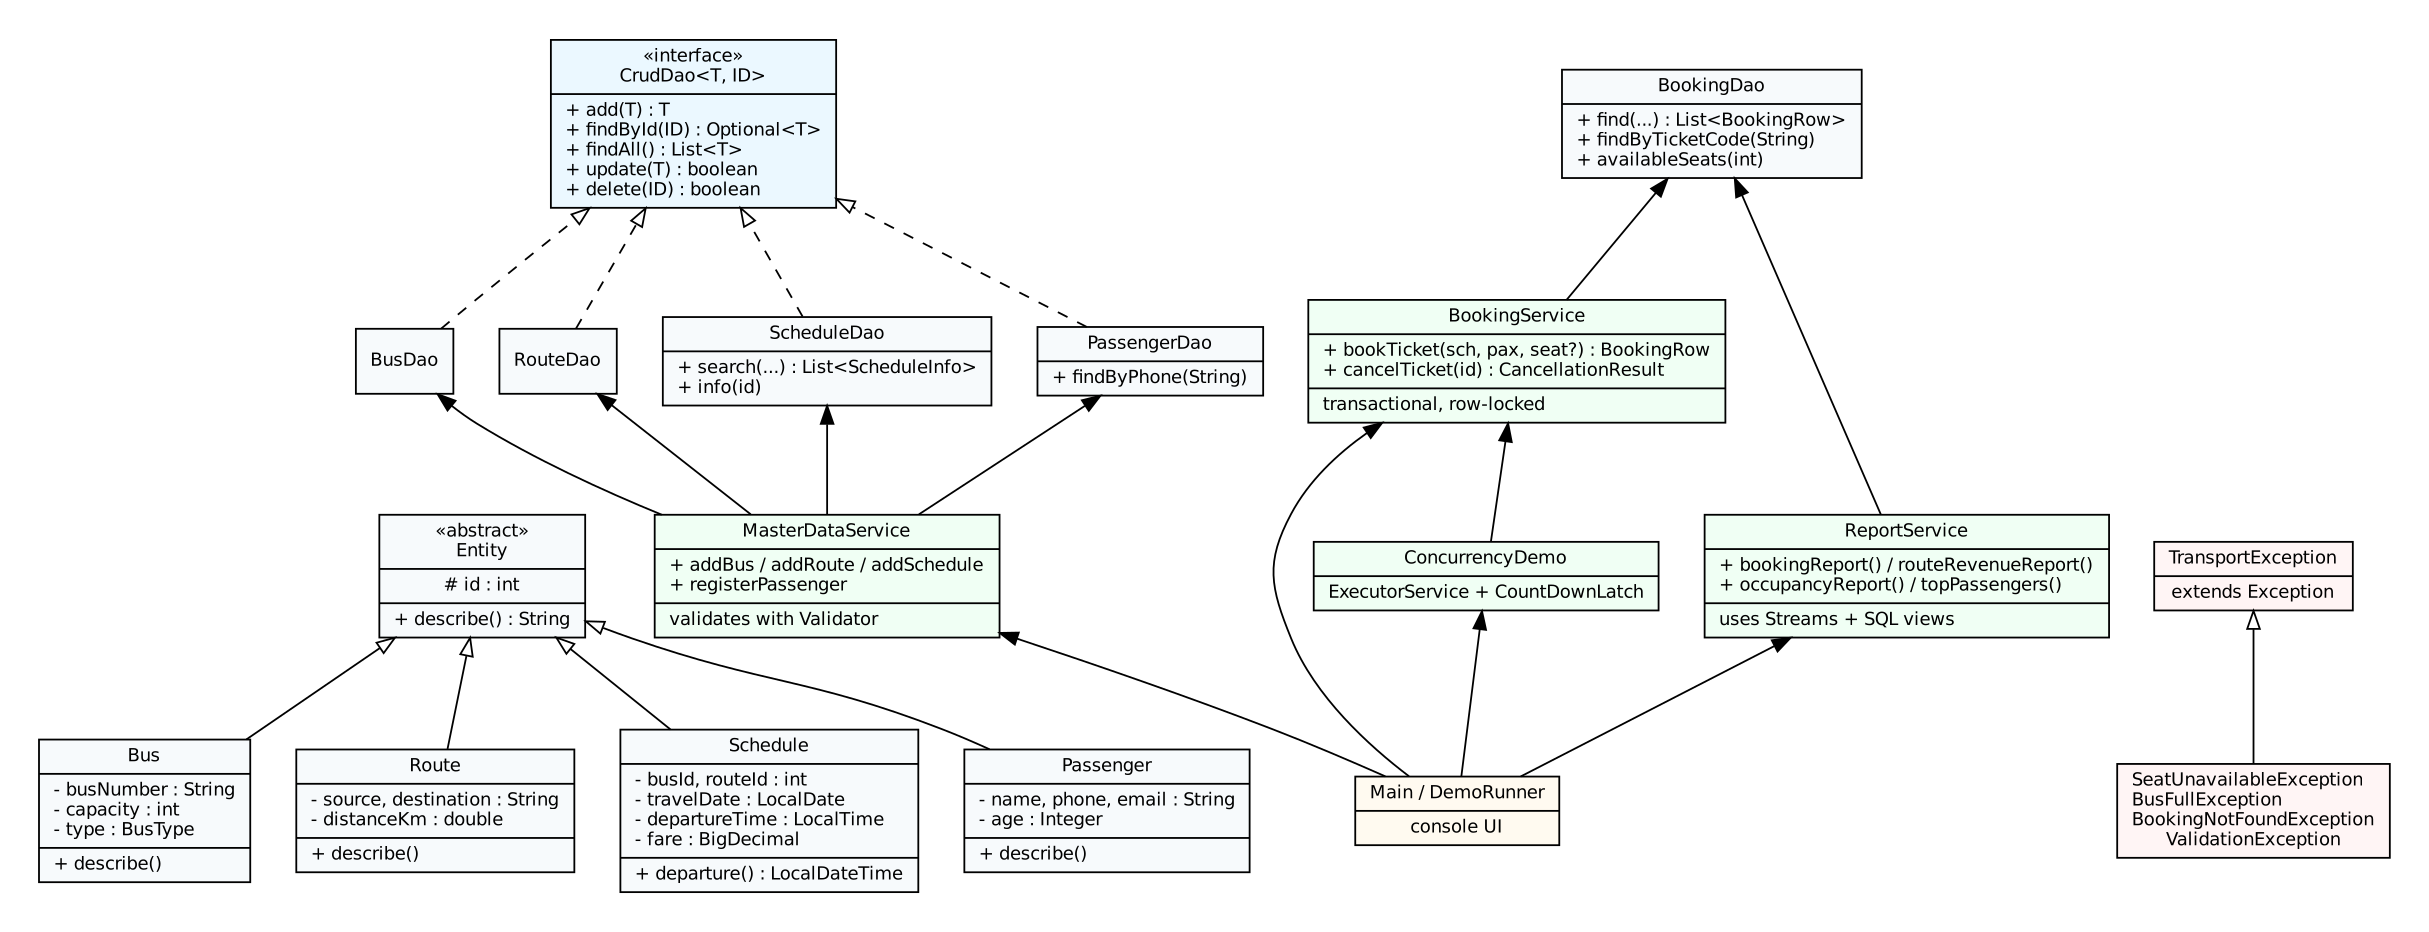 «interface»
CrudDao<T, ID>
+ add(T) : T
+ findById(ID) : Optional<T>
+ findAll() : List<T>
+ update(T) : boolean
+ delete(ID) : boolean
BookingDao
+ find(...) : List<BookingRow>
+ findByTicketCode(String)
+ availableSeats(int)
BusDao
RouteDao
ScheduleDao
+ search(...) : List<ScheduleInfo>
+ info(id)
PassengerDao
+ findByPhone(String)
BookingService
+ bookTicket(sch, pax, seat?) : BookingRow
+ cancelTicket(id) : CancellationResult
transactional, row-locked
«abstract»
Entity
# id : int
+ describe() : String
MasterDataService
+ addBus / addRoute / addSchedule
+ registerPassenger
validates with Validator
ConcurrencyDemo
ExecutorService + CountDownLatch
ReportService
+ bookingReport() / routeRevenueReport()
+ occupancyReport() / topPassengers()
uses Streams + SQL views
TransportException
extends Exception
Bus
- busNumber : String
- capacity : int
- type : BusType
+ describe()
Route
- source, destination : String
- distanceKm : double
+ describe()
Schedule
- busId, routeId : int
- travelDate : LocalDate
- departureTime : LocalTime
- fare : BigDecimal
+ departure() : LocalDateTime
Passenger
- name, phone, email : String
- age : Integer
+ describe()
Main / DemoRunner
console UI
SeatUnavailableException
BusFullException
BookingNotFoundException
ValidationException